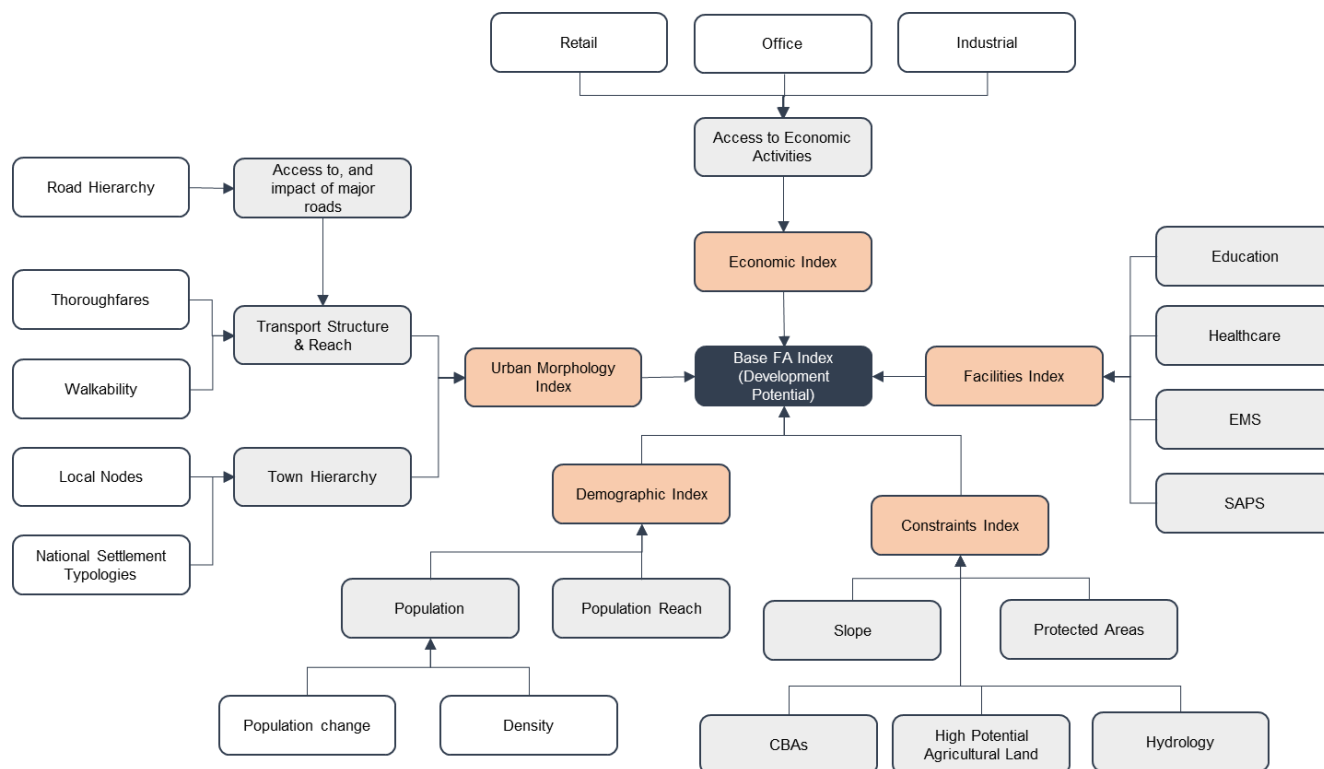 Retail
Office
Industrial
Access to Economic
Activities
Road Hierarchy
Access to, and
impact of major
roads
Economic Index
Education
Thoroughfares
Transport Structure
& Reach
Healthcare
Walkability
Urban Morphology
Index
Base FA Index
(Development
Potential)
Facilities Index
EMS
Local Nodes
Town Hierarchy
Demographic Index
SAPS
Constraints Index
National Settlement
Typologies
Population
Population Reach
Slope
Protected Areas
Population change
Density
CBAs
High Potential
Agricultural Land
Hydrology